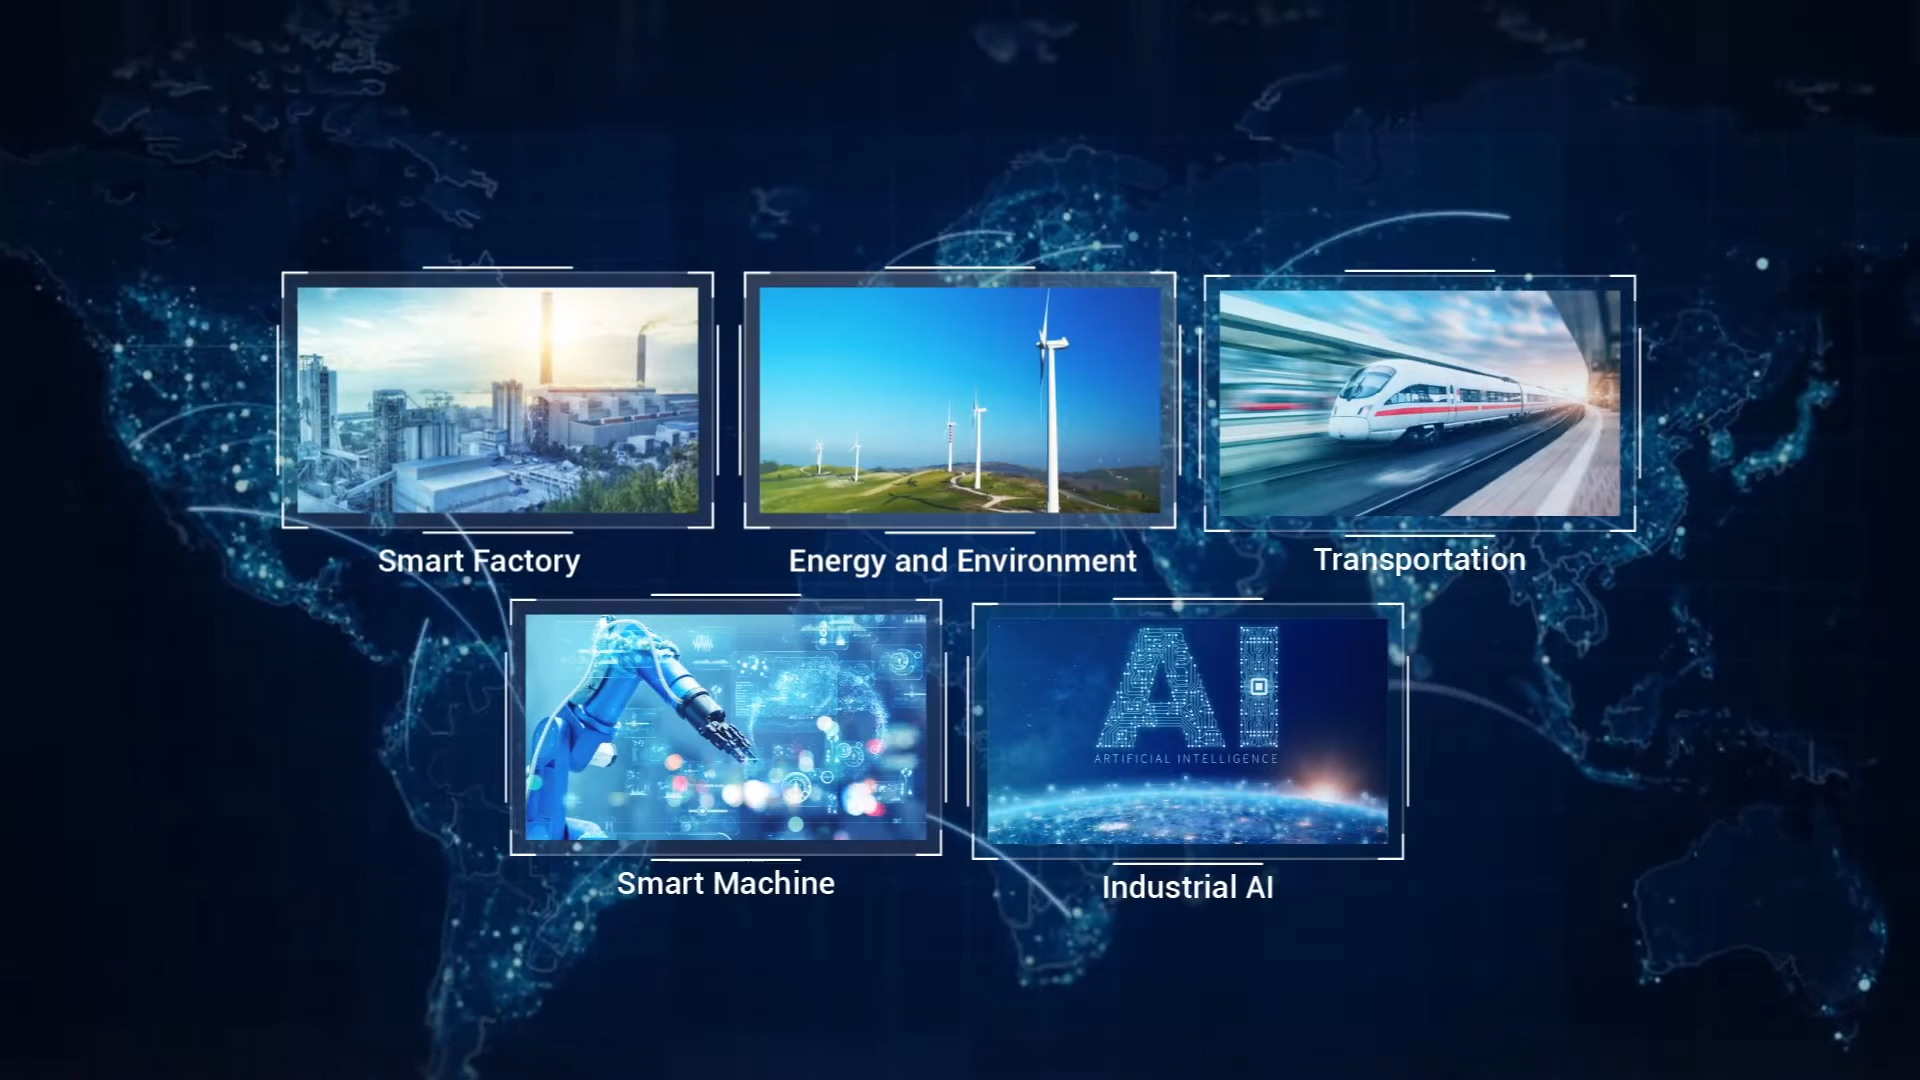 Smart Factory
Energy and Environment
Transportation
AI
ARTIFICIAL INTELLIGENCE
Smart Machine
Industrial AI